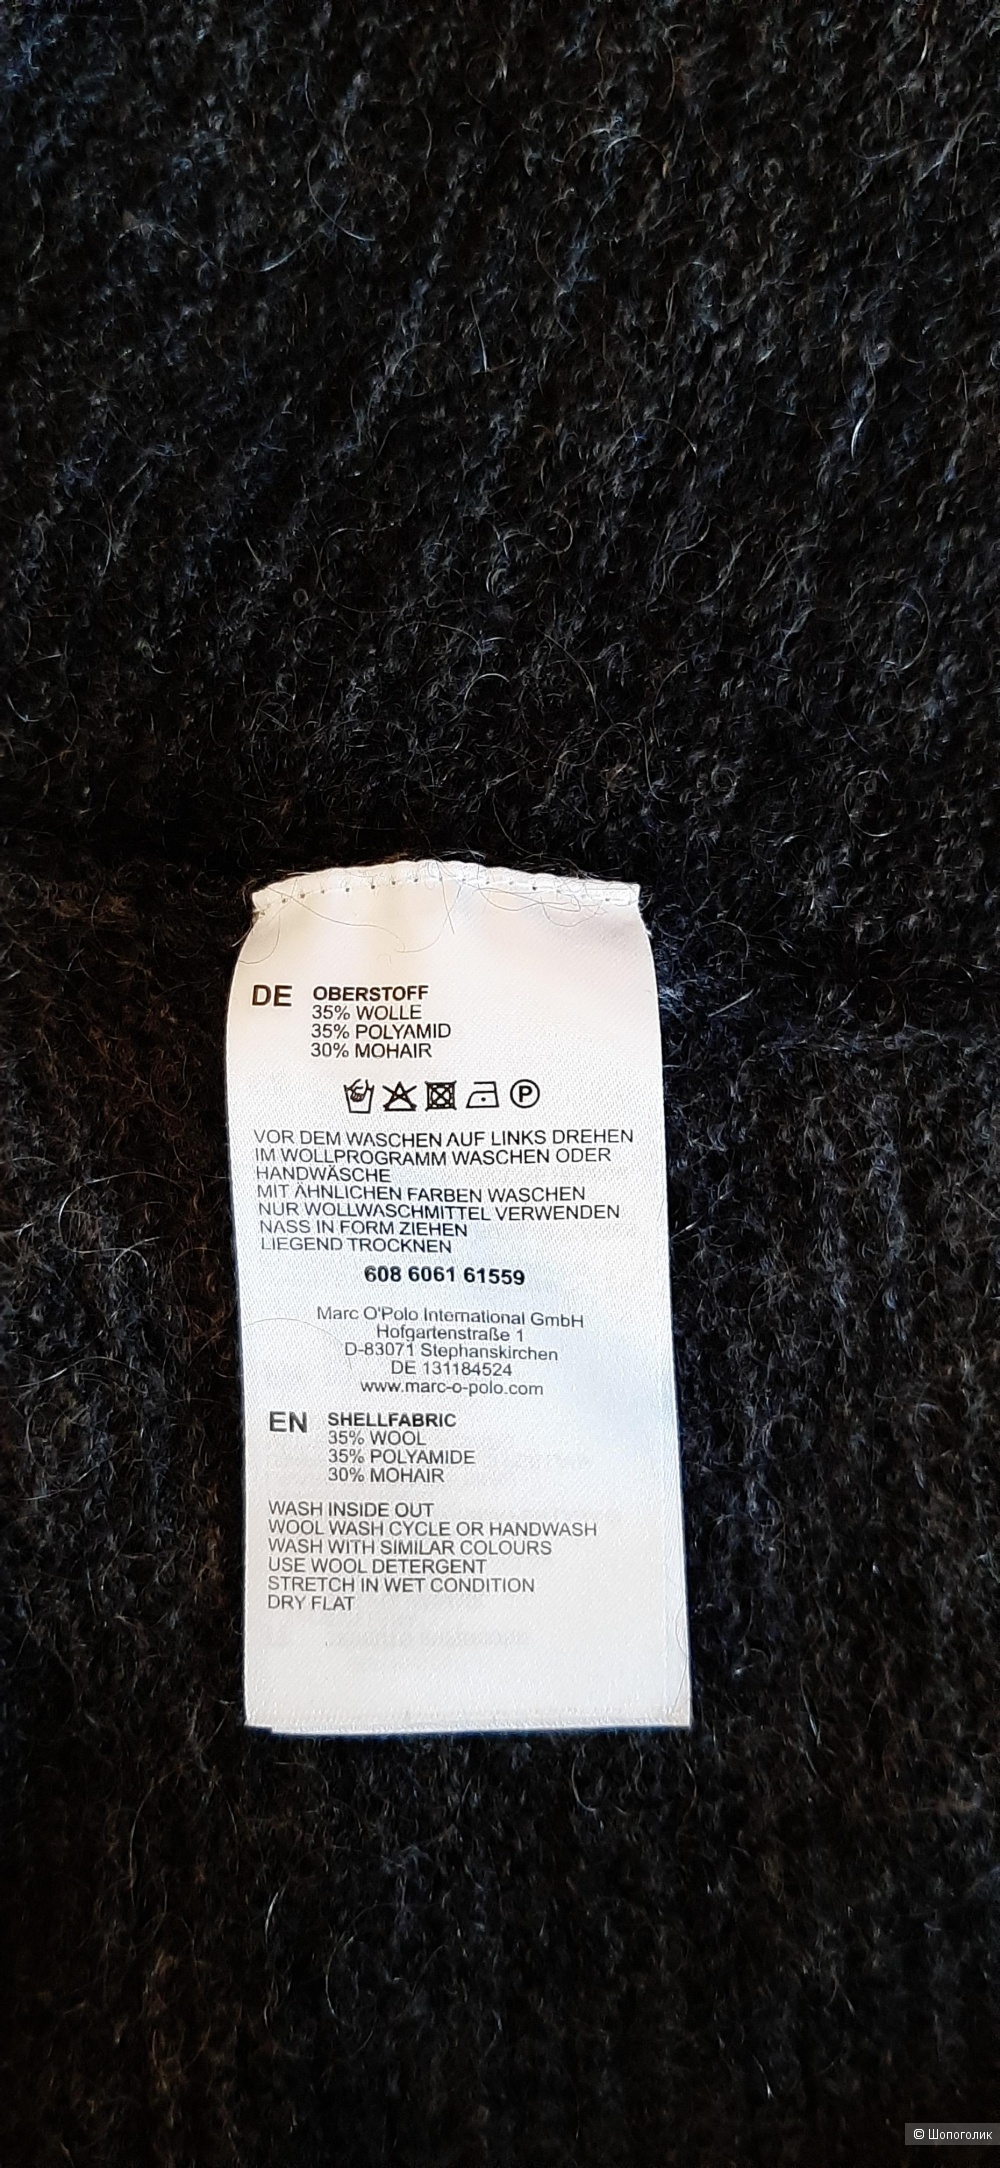 DE OBERSTOFF
35% WOLLE
35% POLYAMID
30% MOHAIR
P
VOR DEM WASCHEN AUF LINKS DREHEN
IM WOLLPROGRAMM WASCHEN ODER
HANDWÄSCHE
MIT ÄHNLICHEN FARBEN WASCHEN
NUR WOLLWASCHMITTEL VERWENDEN
NASS IN FORM ZIEHEN
LIEGEND TROCKNEN
608 6061 61559
Marc O'Polo International GmbH
Hofgartenstraße 1
D-83071 Stephanskirchen
DE 131184524
www.marc-o-polo.com
EN SHELLFABRIC
35% WOOL
35% POLYAMIDE
30% MOHAIR
WASH INSIDE OUT
WOOL WASH CYCLE OR HANDWASH
WASH WITH SIMILAR COLOURS
USE WOOL DETERGENT
STRETCH IN WET CONDITION
DRY FLAT
© Шопоголик